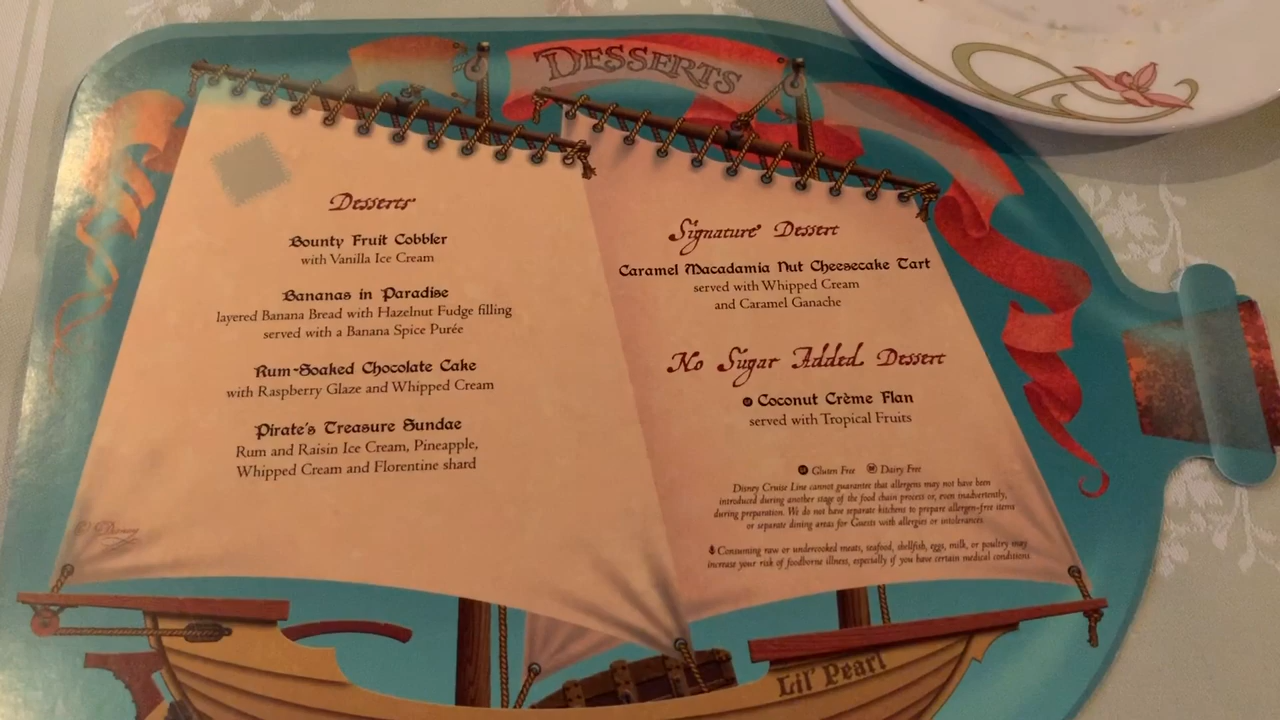 DESSERTS
Desserts
Bounty Fruit Cobbler
with Vanilla Ice Cream
Bananas in Paradise
layered Banana Bread with Hazelnut Fudge filling
served with a Banana Spice Purée
Rum-Soaked Chocolate Cake
with Raspberry Glaze and Whipped Cream
Pirate's Treasure Sundae
Rum and Raisin Ice Cream, Pineapple,
Whipped Cream and Florentine shard
© Disney
Signature Dessert
Caramel Macadamia Nut Cheesecake Tart
served with Whipped Cream
and Caramel Ganache
No Sugar Added Dessert
Coconut Crème Flan
served with Tropical Fruits
Gluten Free Dairy Free
Disney Cruise Line cannot guarantee that allergens may not have been
introduced during another stage of the food chain process or, even inadvertently,
during preparation. We do not have separate kitchens to prepare allergen-free items
or separate dining areas for Guests with allergies or intolerances.
Consuming raw or undercooked meats, seafood, shellfish, eggs, milk, or poultry may
increase your risk of foodborne illness, especially if you have certain medical conditions.
Lil' Pearl